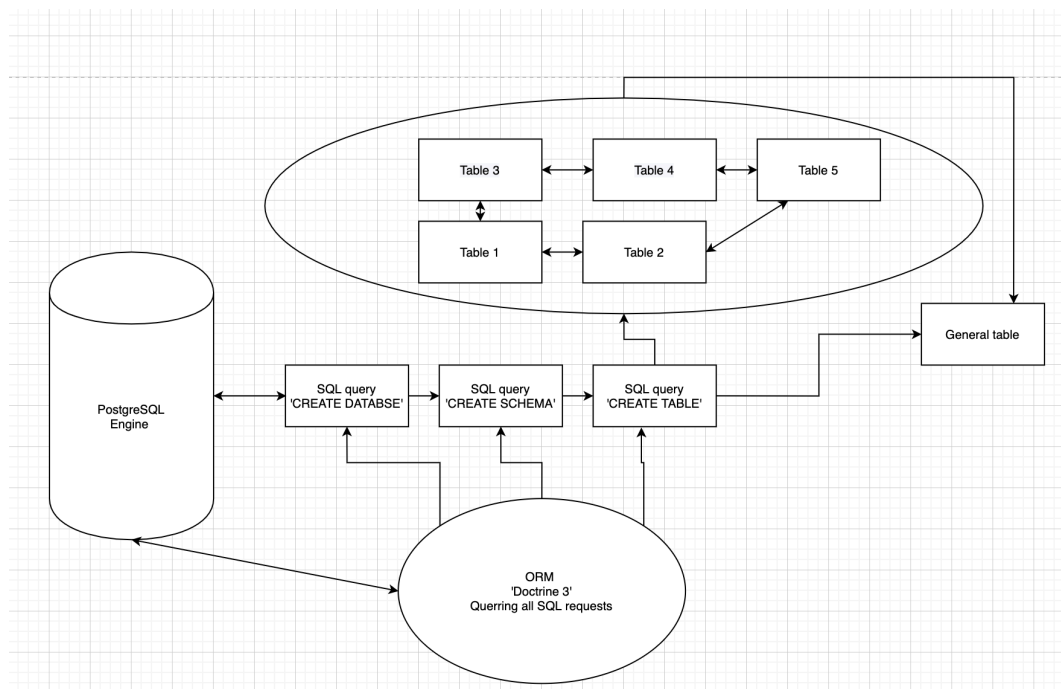 Table 3
Table 4
Table 5
Table 1
Table 2
General table
PostgreSQL
Engine
SQL query
'CREATE DATABSE'
SQL query
'CREATE SCHEMA'
SQL query
'CREATE TABLE'
ORM
'Doctrine 3'
Querring all SQL requests